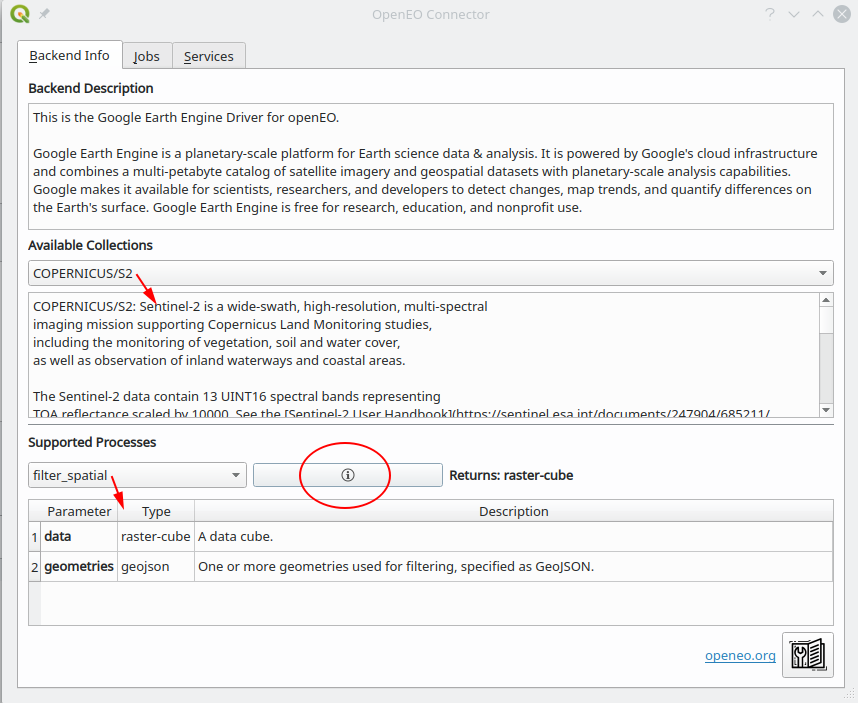 OpenEO Connector
Backend Info
Jobs
Services
Backend Description
This is the Google Earth Engine Driver for openEO.
Google Earth Engine is a planetary-scale platform for Earth science data & analysis. It is powered by Google's cloud infrastructure
and combines a multi-petabyte catalog of satellite imagery and geospatial datasets with planetary-scale analysis capabilities.
Google makes it available for scientists, researchers, and developers to detect changes, map trends, and quantify differences on
the Earth's surface. Google Earth Engine is free for research, education, and nonprofit use.
Available Collections
COPERNICUS/S2
COPERNICUS/S2: Sentinel-2 is a wide-swath, high-resolution, multi-spectral
imaging mission supporting Copernicus Land Monitoring studies,
including the monitoring of vegetation, soil and water cover,
as well as observation of inland waterways and coastal areas.
The Sentinel-2 data contain 13 UINT16 spectral bands representing
TOA reflectance scaled by 10000. See the [Sentinel-2 User Handbook](https://sentinel.esa.int/documents/247904/685211/
Supported Processes
filter_spatial
Returns: raster-cube
Parameter Type Description
1 data raster-cube A data cube.
2 geometries geojson One or more geometries used for filtering, specified as GeoJSON.
openeo.org